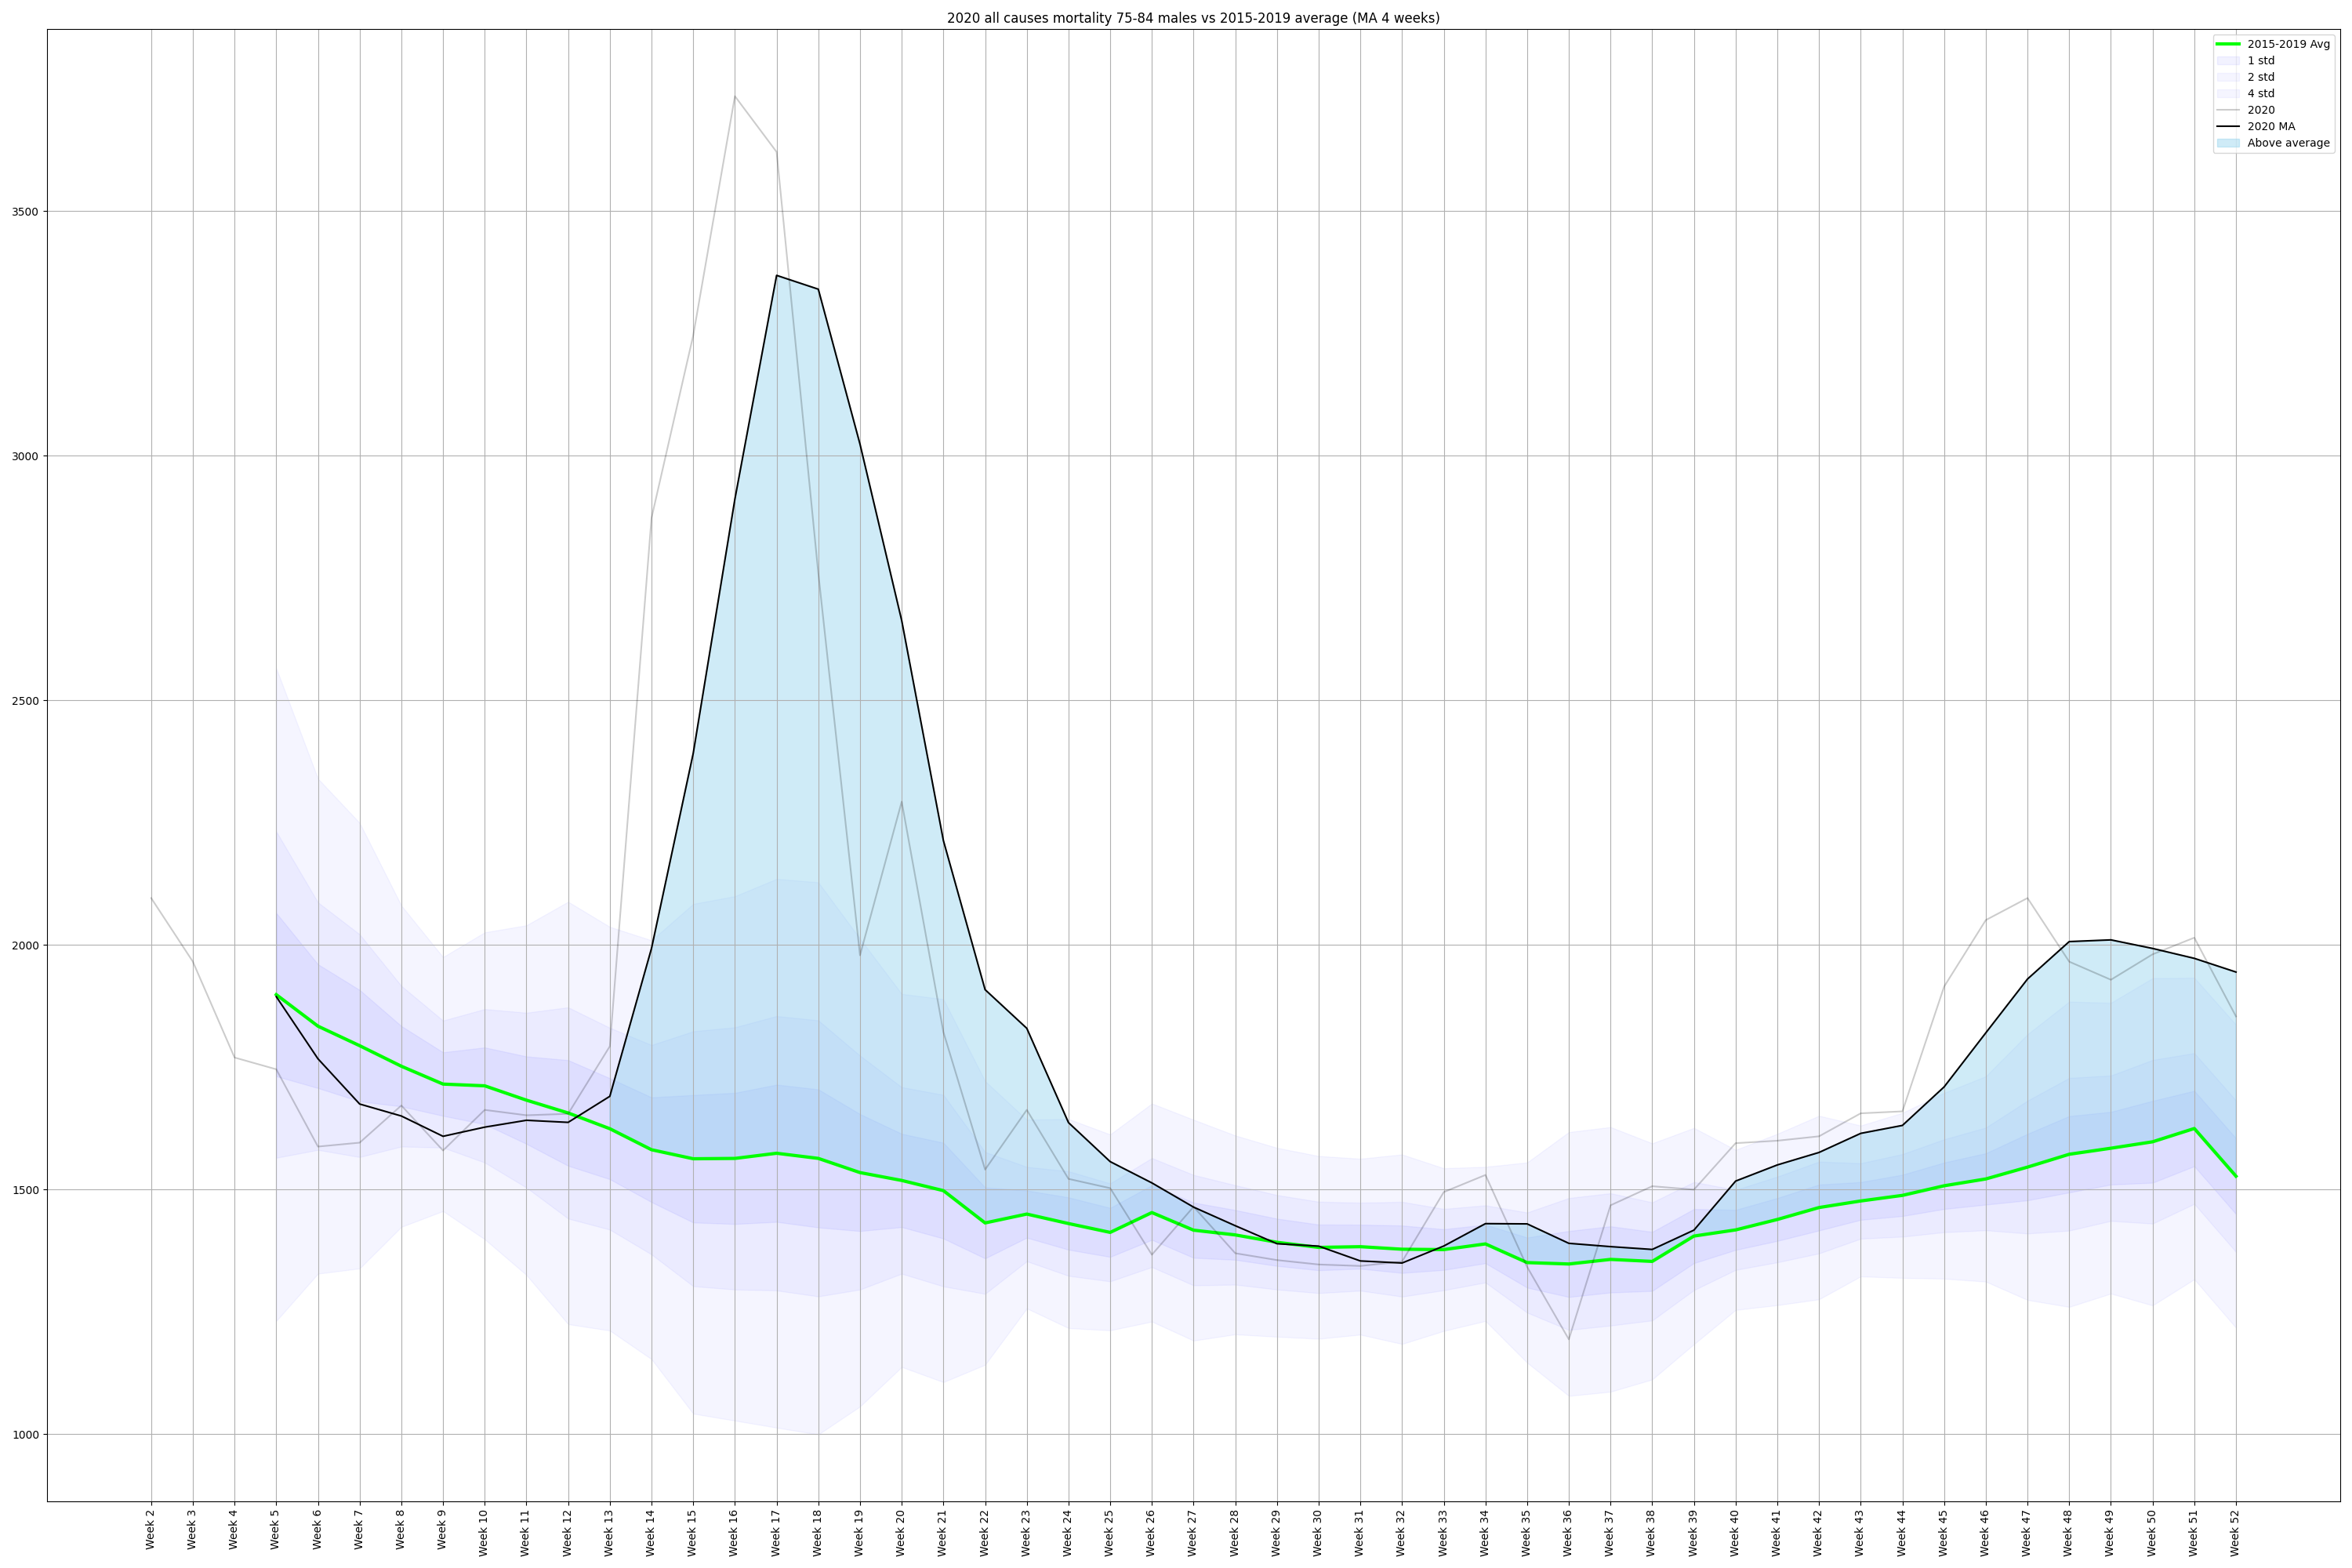 2020 all causes mortality 75-84 males vs 2015-2019 average (MA 4 weeks)
2015-2019 Avg
1 std
2 std
4 std
2020
2020 MA
Above average
3500
3000
2500
2000
1500
1000
Week 2
Week 3
Week 4
Week 5
Week 6
Week 7
Week 8
Week 9
Week 10
Week 11
Week 12
Week 13
Week 14
Week 15
Week 16
Week 17
Week 18
Week 19
Week 20
Week 21
Week 22
Week 23
Week 24
Week 25
Week 26
Week 27
Week 28
Week 29
Week 30
Week 31
Week 32
Week 33
Week 34
Week 35
Week 36
Week 37
Week 38
Week 39
Week 40
Week 41
Week 42
Week 43
Week 44
Week 45
Week 46
Week 47
Week 48
Week 49
Week 50
Week 51
Week 52